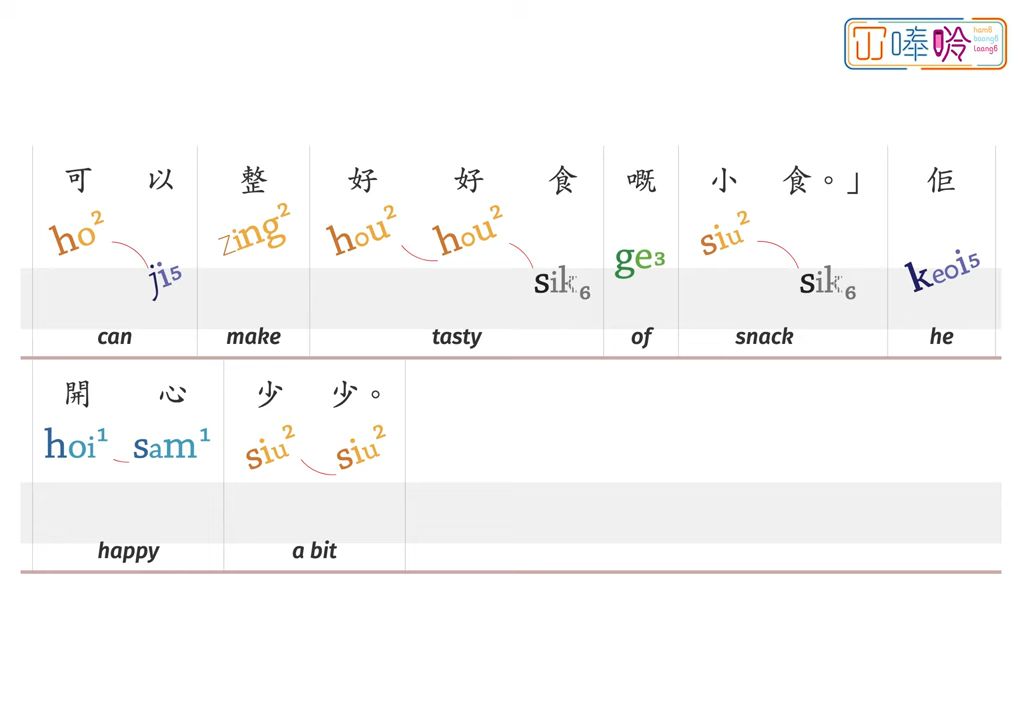 冚唪唥 ham6 baang6 laang6
可以 整 好好食 嘅 小食。」 佢
ho2 ji5 zing2 hou2 hou2 sik6 ge3 siu2 sik6 keoi5
can make tasty of snack he
開心 少少。
hoi1 sam1 siu2 siu2
happy a bit